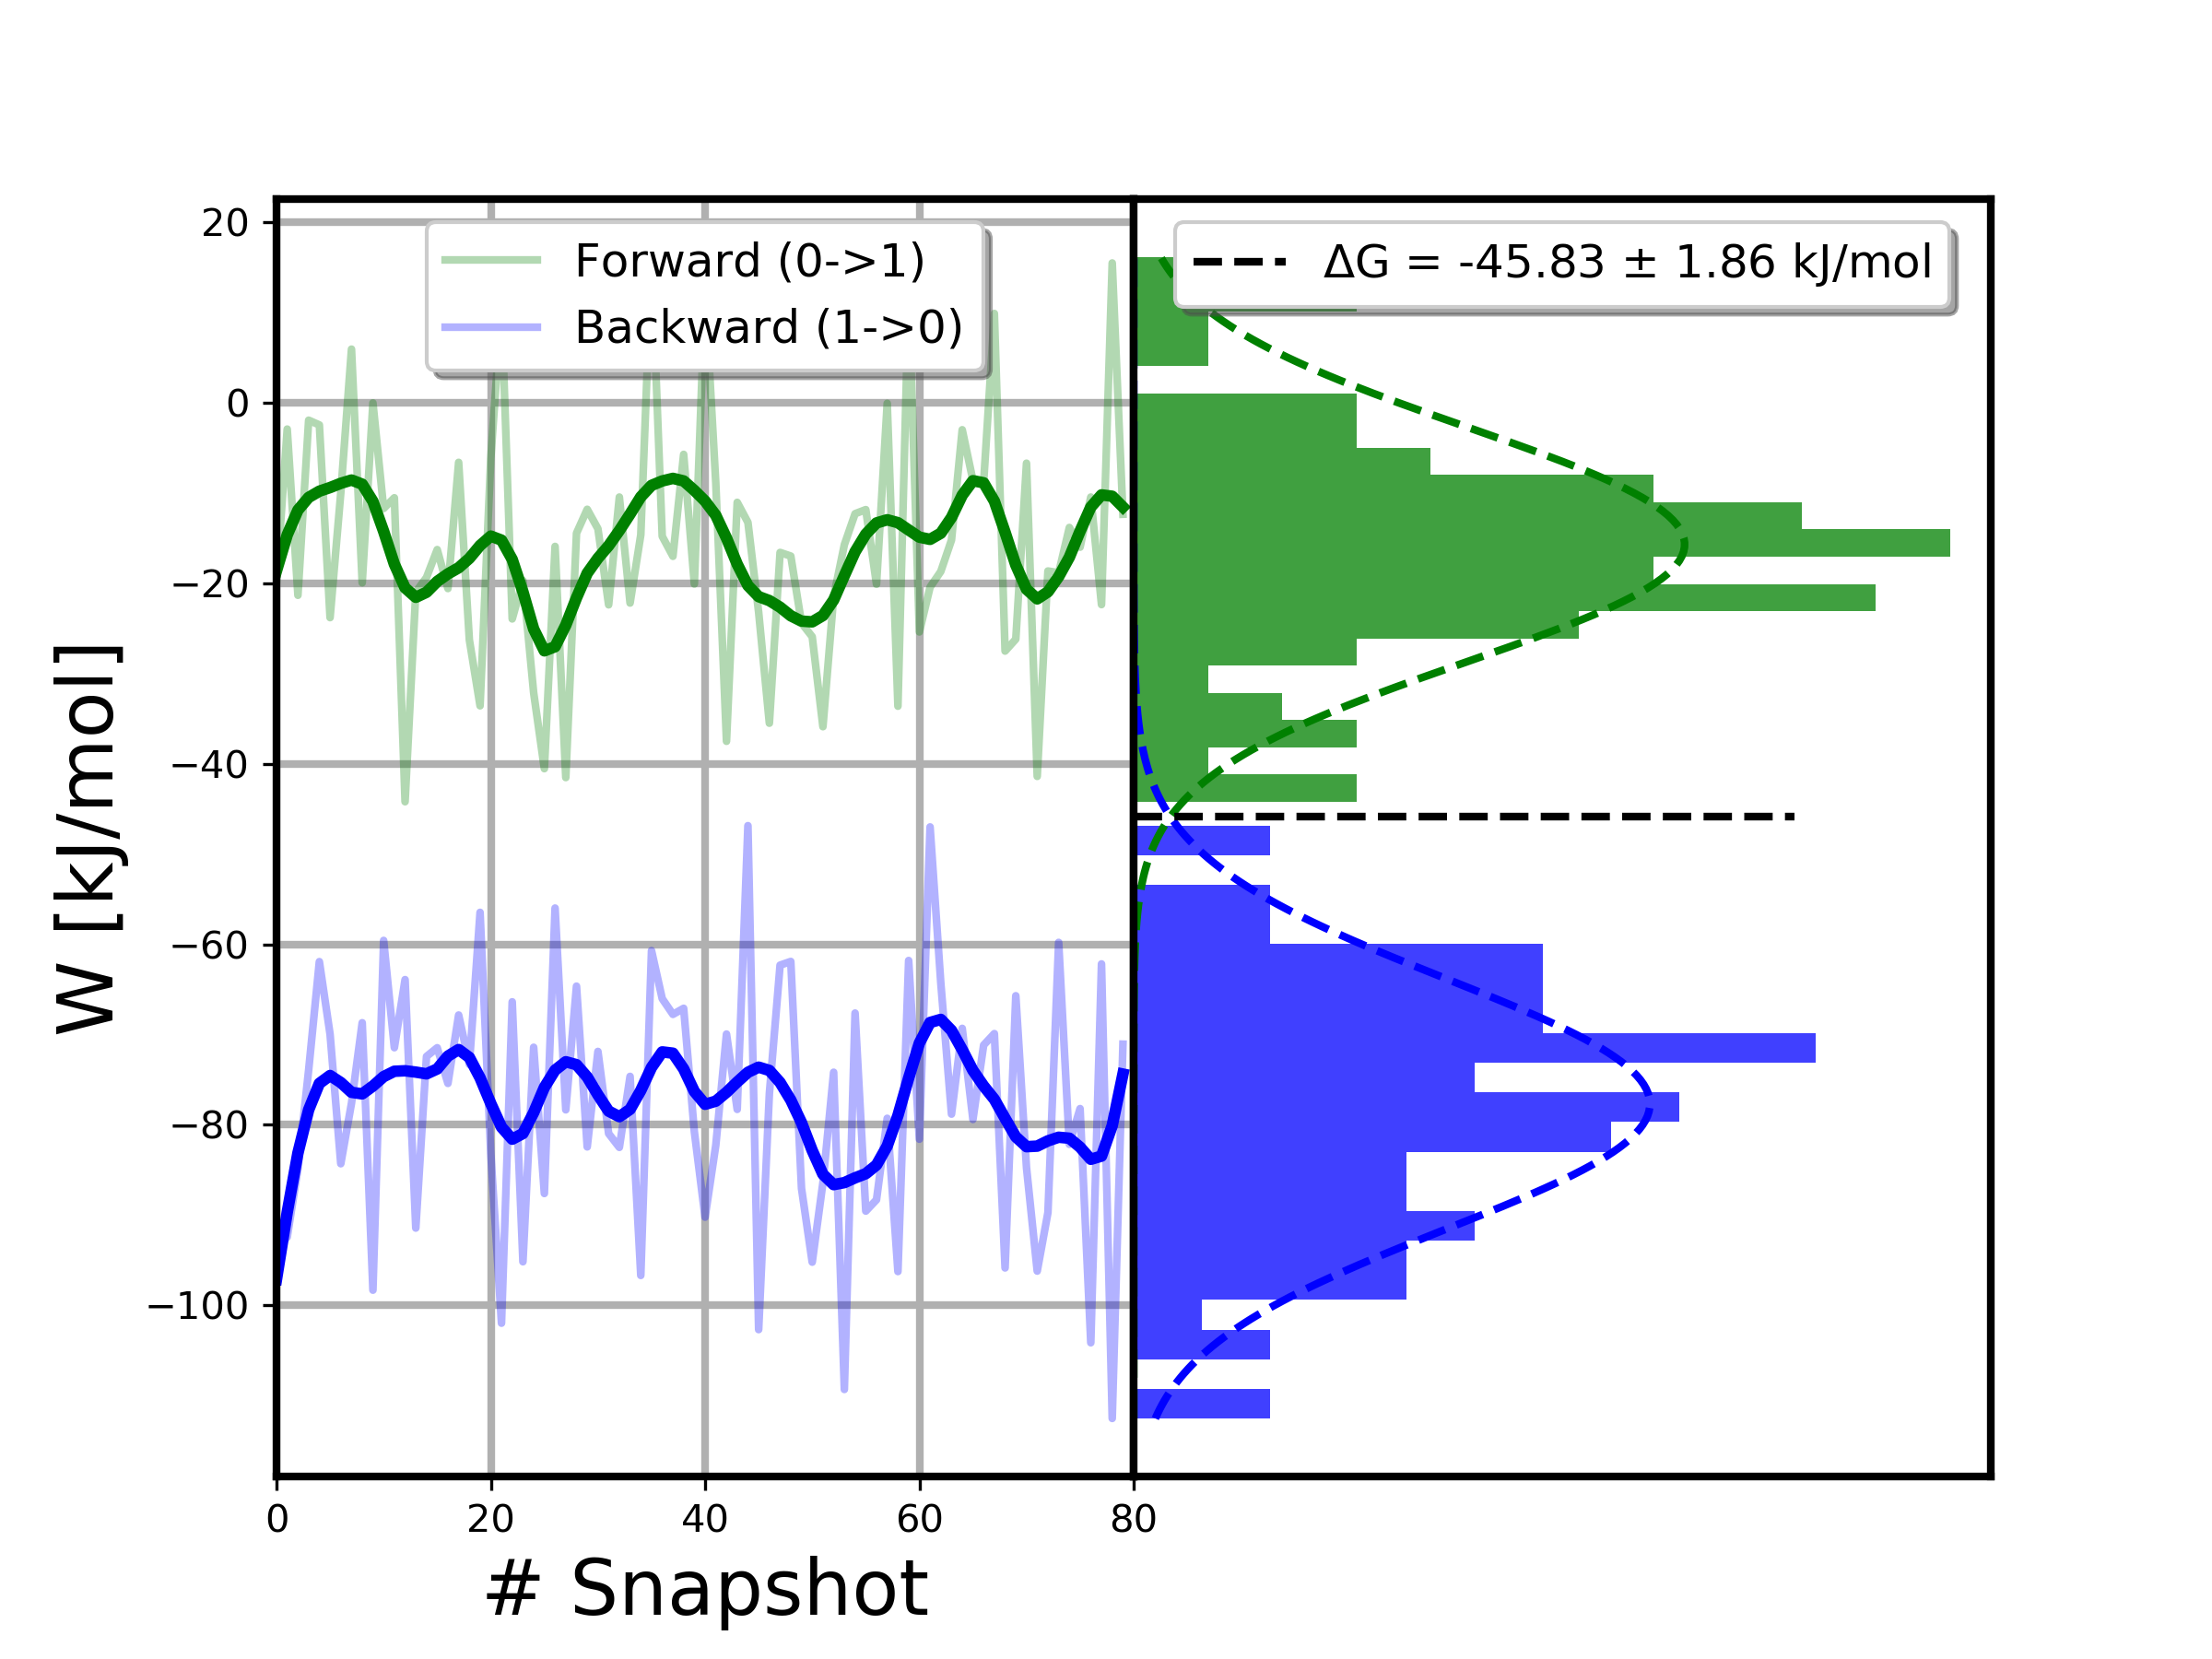 Forward (0->1)
Backward (1->0)
ΔG = -45.83 ± 1.86 kJ/mol
W [kJ/mol]
20
0
−20
−40
−60
−80
−100
0 20 40 60 80
# Snapshot